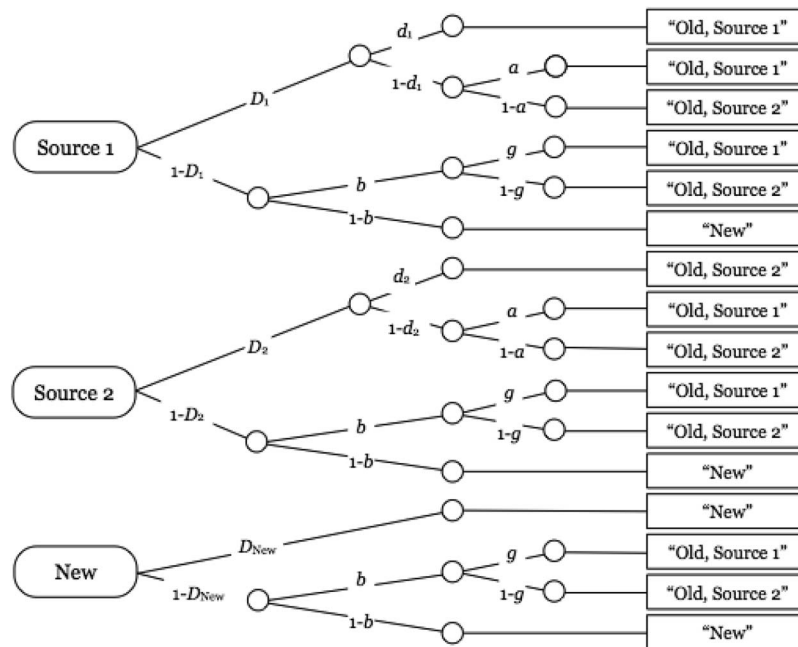 d₁
“Old, Source 1”
a
“Old, Source 1”
D₁
1-d₁
1-a
“Old, Source 2”
Source 1
g
“Old, Source 1”
1-D₁
b
1-g
“Old, Source 2”
1-b
“New”
d₂
“Old, Source 2”
a
“Old, Source 1”
D₂
1-d₂
1-a
“Old, Source 2”
Source 2
g
“Old, Source 1”
1-D₂
b
1-g
“Old, Source 2”
1-b
“New”
“New”
D_New
New
g
“Old, Source 1”
1-D_New
b
1-g
“Old, Source 2”
1-b
“New”